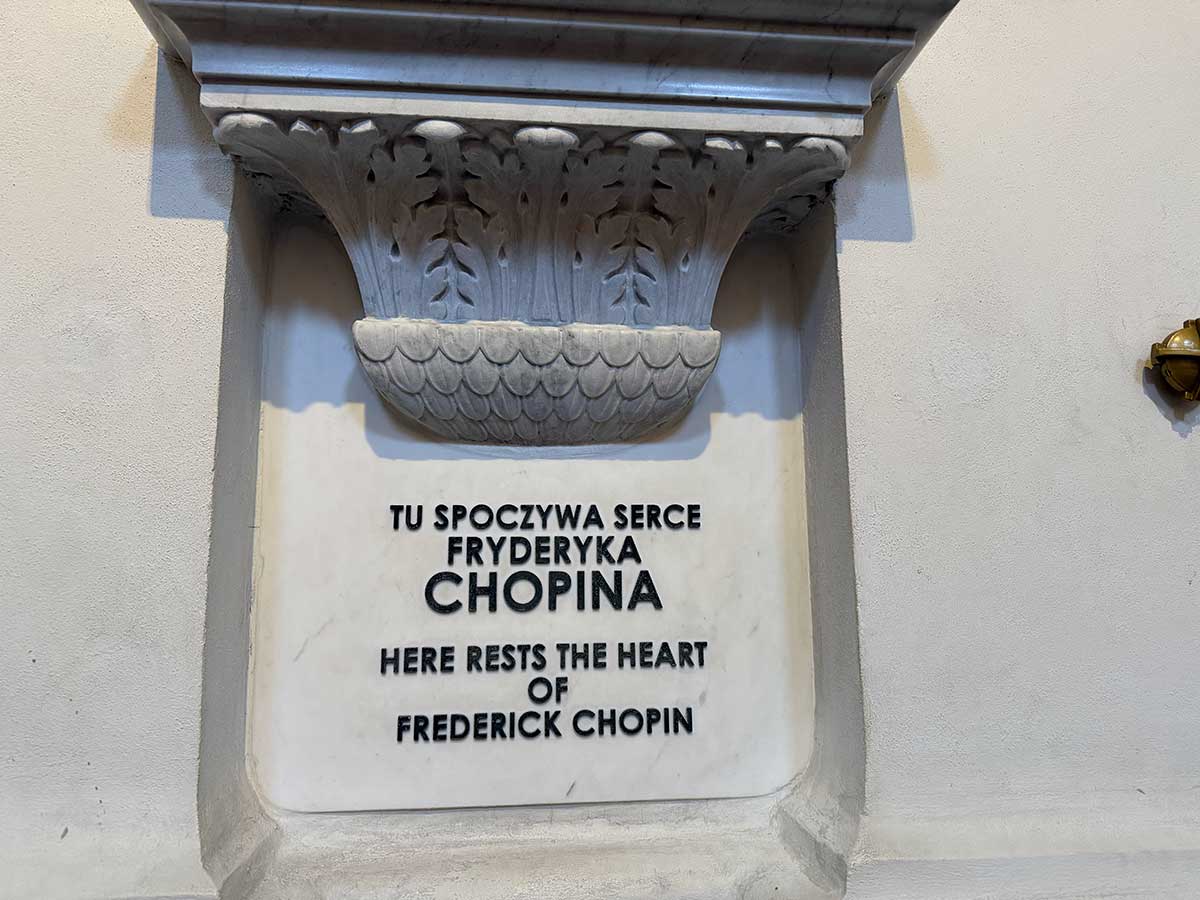 TU SPOCZYWA SERCE
FRYDERYKA
CHOPINA
HERE RESTS THE HEART
OF
FREDERICK CHOPIN